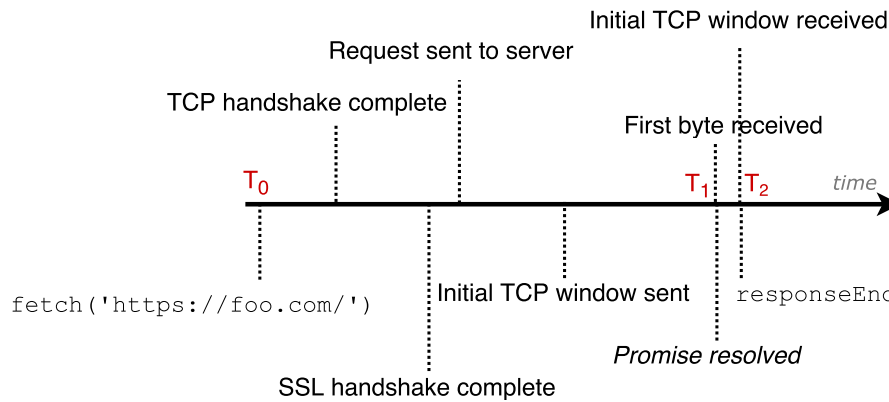 Initial TCP window received
Request sent to server
TCP handshake complete
First byte received
T0
T1
T2
time
fetch('https://foo.com/')
Initial TCP window sent
responseEnd
Promise resolved
SSL handshake complete